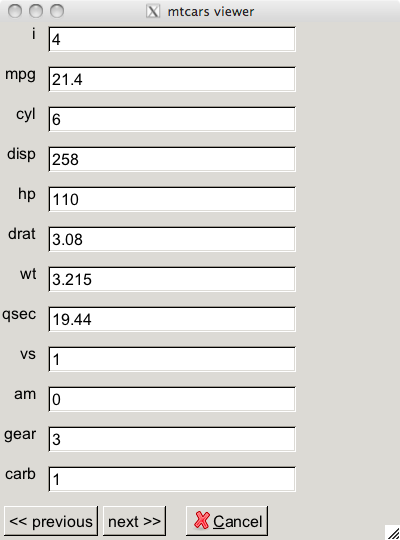 mtcars viewer
i 4
mpg 21.4
cyl 6
disp 258
hp 110
drat 3.08
wt 3.215
qsec 19.44
vs 1
am 0
gear 3
carb 1
<< previous next >> Cancel